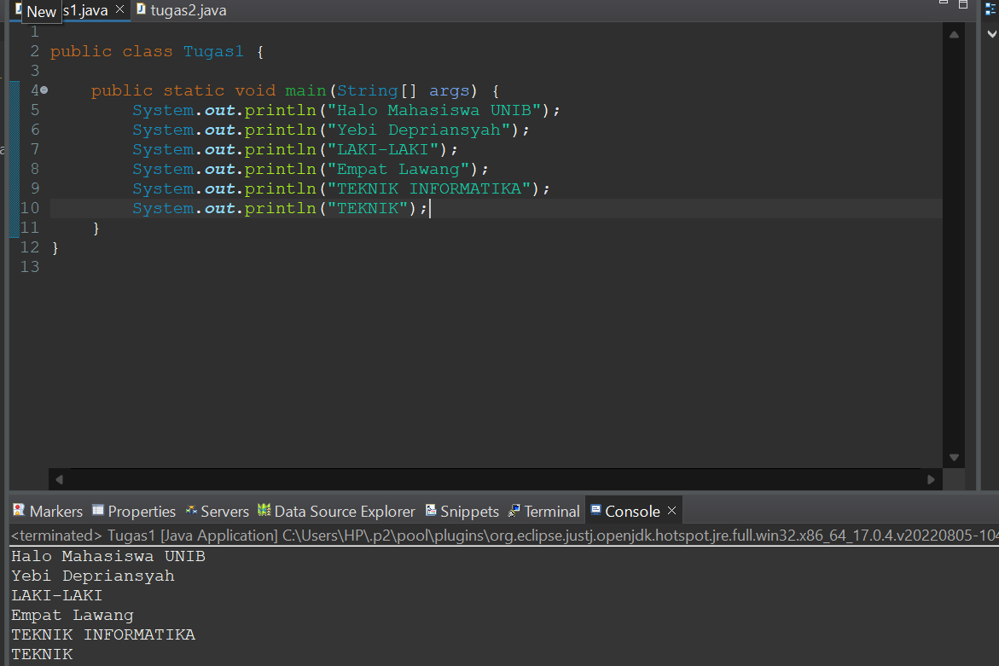 New
s1.java
tugas2.java
1
2 public class Tugas1 {
3
4 public static void main(String[] args) {
5 System.out.println("Halo Mahasiswa UNIB");
6 System.out.println("Yebi Depriansyah");
7 System.out.println("LAKI-LAKI");
8 System.out.println("Empat Lawang");
9 System.out.println("TEKNIK INFORMATIKA");
10 System.out.println("TEKNIK");
11 }
12 }
13
Markers Properties Servers Data Source Explorer Snippets Terminal Console
<terminated> Tugas1 [Java Application] C:\Users\HP\.p2\pool\plugins\org.eclipse.justj.openjdk.hotspot.jre.full.win32.x86_64_17.0.4.v20220805-104
Halo Mahasiswa UNIB
Yebi Depriansyah
LAKI-LAKI
Empat Lawang
TEKNIK INFORMATIKA
TEKNIK